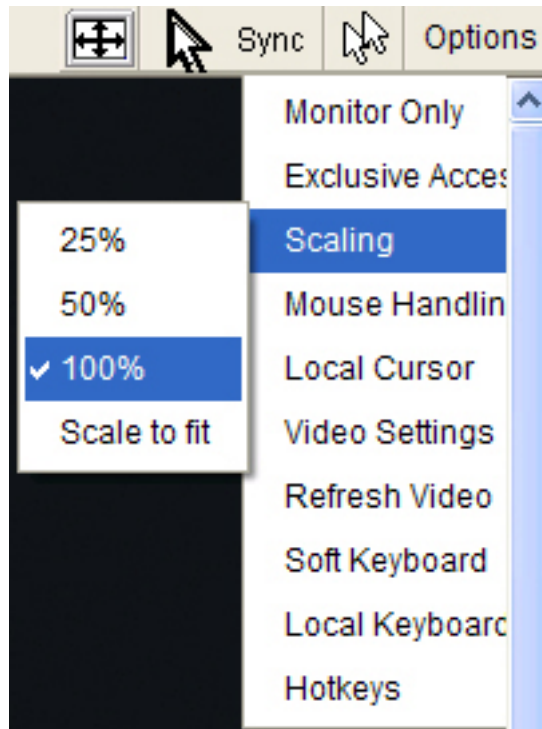 Sync Options
Monitor Only
Exclusive Acces
Scaling
Mouse Handlin
Local Cursor
Video Settings
Refresh Video
Soft Keyboard
Local Keyboard
Hotkeys
25%
50%
100%
Scale to fit